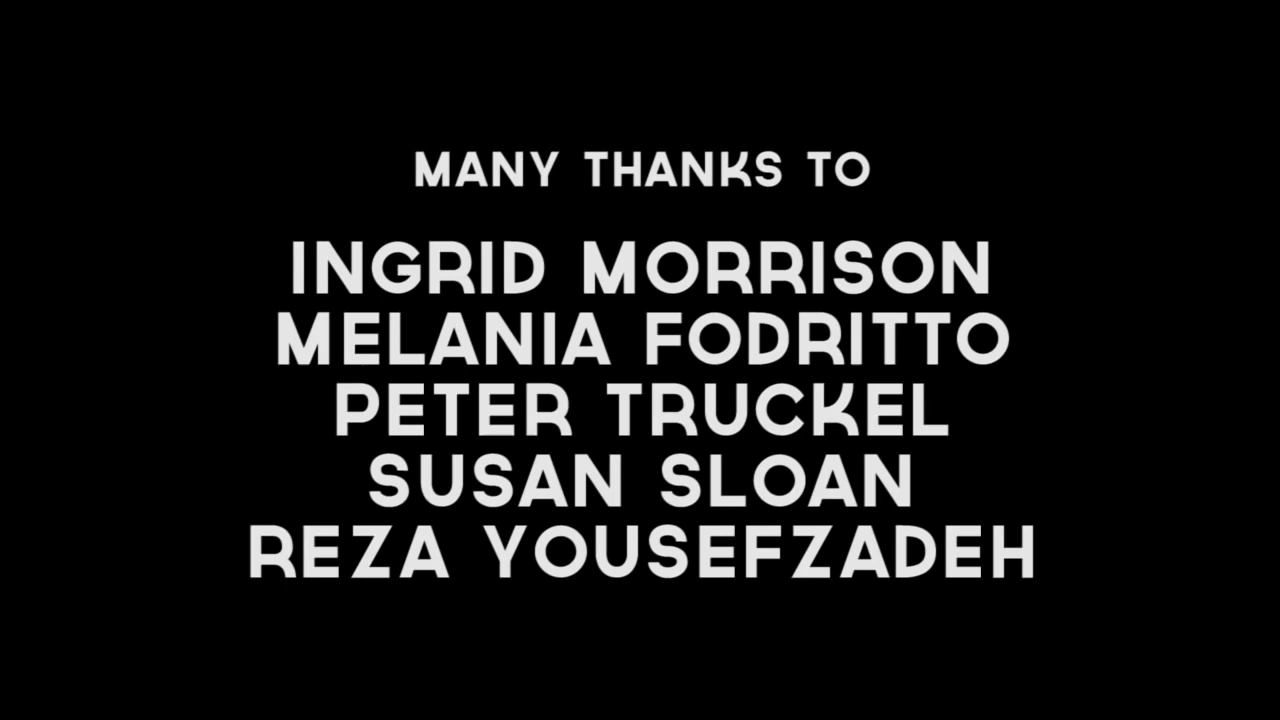 MANY THANKS TO
INGRID MORRISON
MELANIA FODRITTO
PETER TRUCKEL
SUSAN SLOAN
REZA YOUSEFZADEH